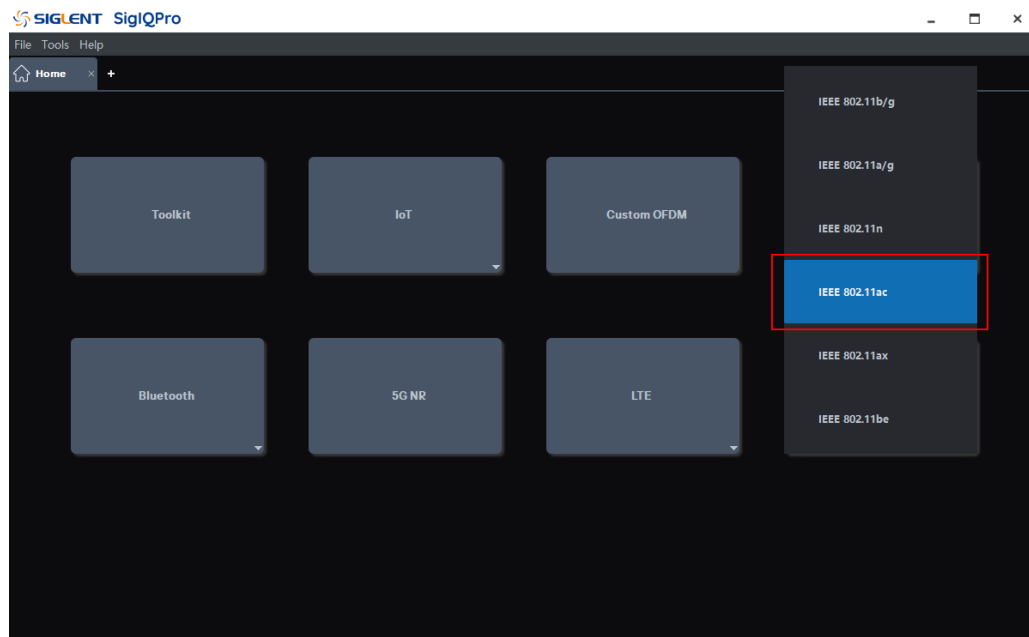 SIGLENT SigIQPro
File Tools Help
Home × +
Toolkit
IoT
Custom OFDM
Bluetooth
5G NR
LTE
IEEE 802.11b/g
IEEE 802.11a/g
IEEE 802.11n
IEEE 802.11ac
IEEE 802.11ax
IEEE 802.11be